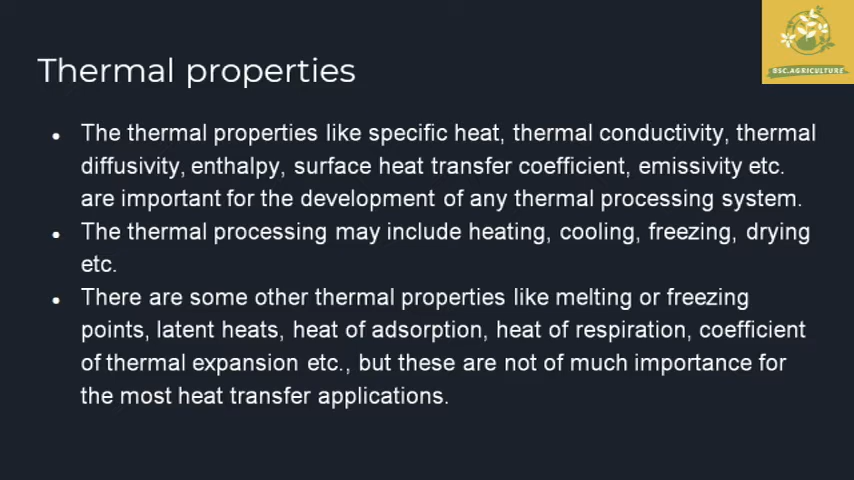 BSC.AGRICULTURE
Thermal properties
• The thermal properties like specific heat, thermal conductivity, thermal
diffusivity, enthalpy, surface heat transfer coefficient, emissivity etc.
are important for the development of any thermal processing system.
• The thermal processing may include heating, cooling, freezing, drying
etc.
• There are some other thermal properties like melting or freezing
points, latent heats, heat of adsorption, heat of respiration, coefficient
of thermal expansion etc., but these are not of much importance for
the most heat transfer applications.